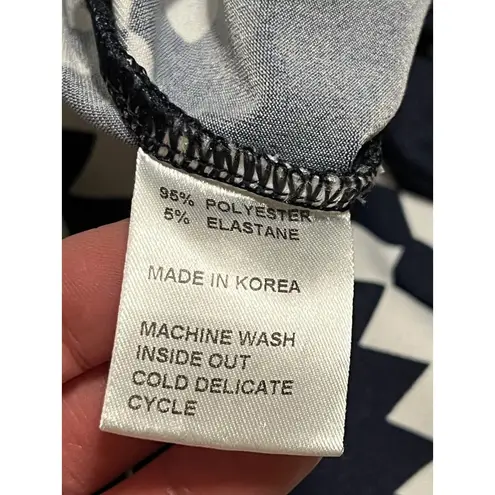 95% POLYESTER
5% ELASTANE
MADE IN KOREA
MACHINE WASH
INSIDE OUT
COLD DELICATE
CYCLE